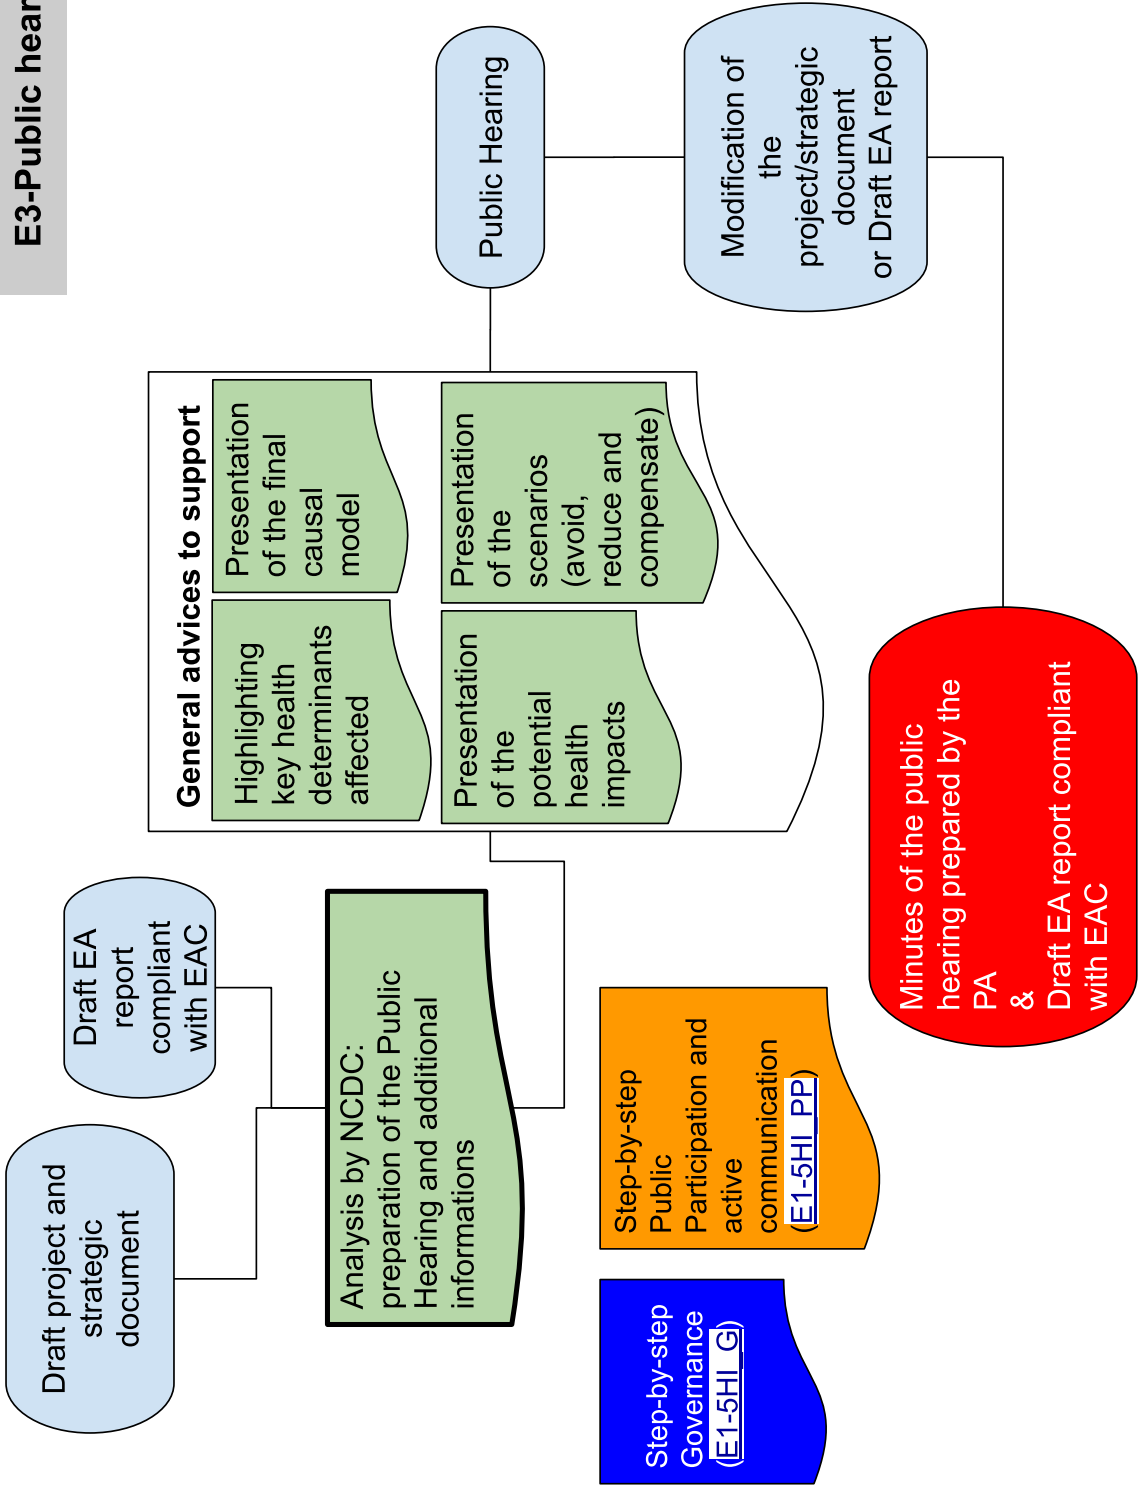 E3-Public hear
Draft project and
strategic
document
Draft EA
report
compliant
with EAC
Analysis by NCDC:
preparation of the Public
Hearing and additional
informations
General advices to support
Highlighting
key health
determinants
affected
Presentation
of the final
causal
model
Presentation
of the
potential
health
impacts
Presentation
of the
scenarios
(avoid,
reduce and
compensate)
Public Hearing
Modification of
the
project/strategic
document
or Draft EA report
Step-by-step
Governance
(E1-5HI_G)
Step-by-step
Public
Participation and
active
communication
(E1-5HI_PP)
Minutes of the public
hearing prepared by the
PA
&
Draft EA report compliant
with EAC